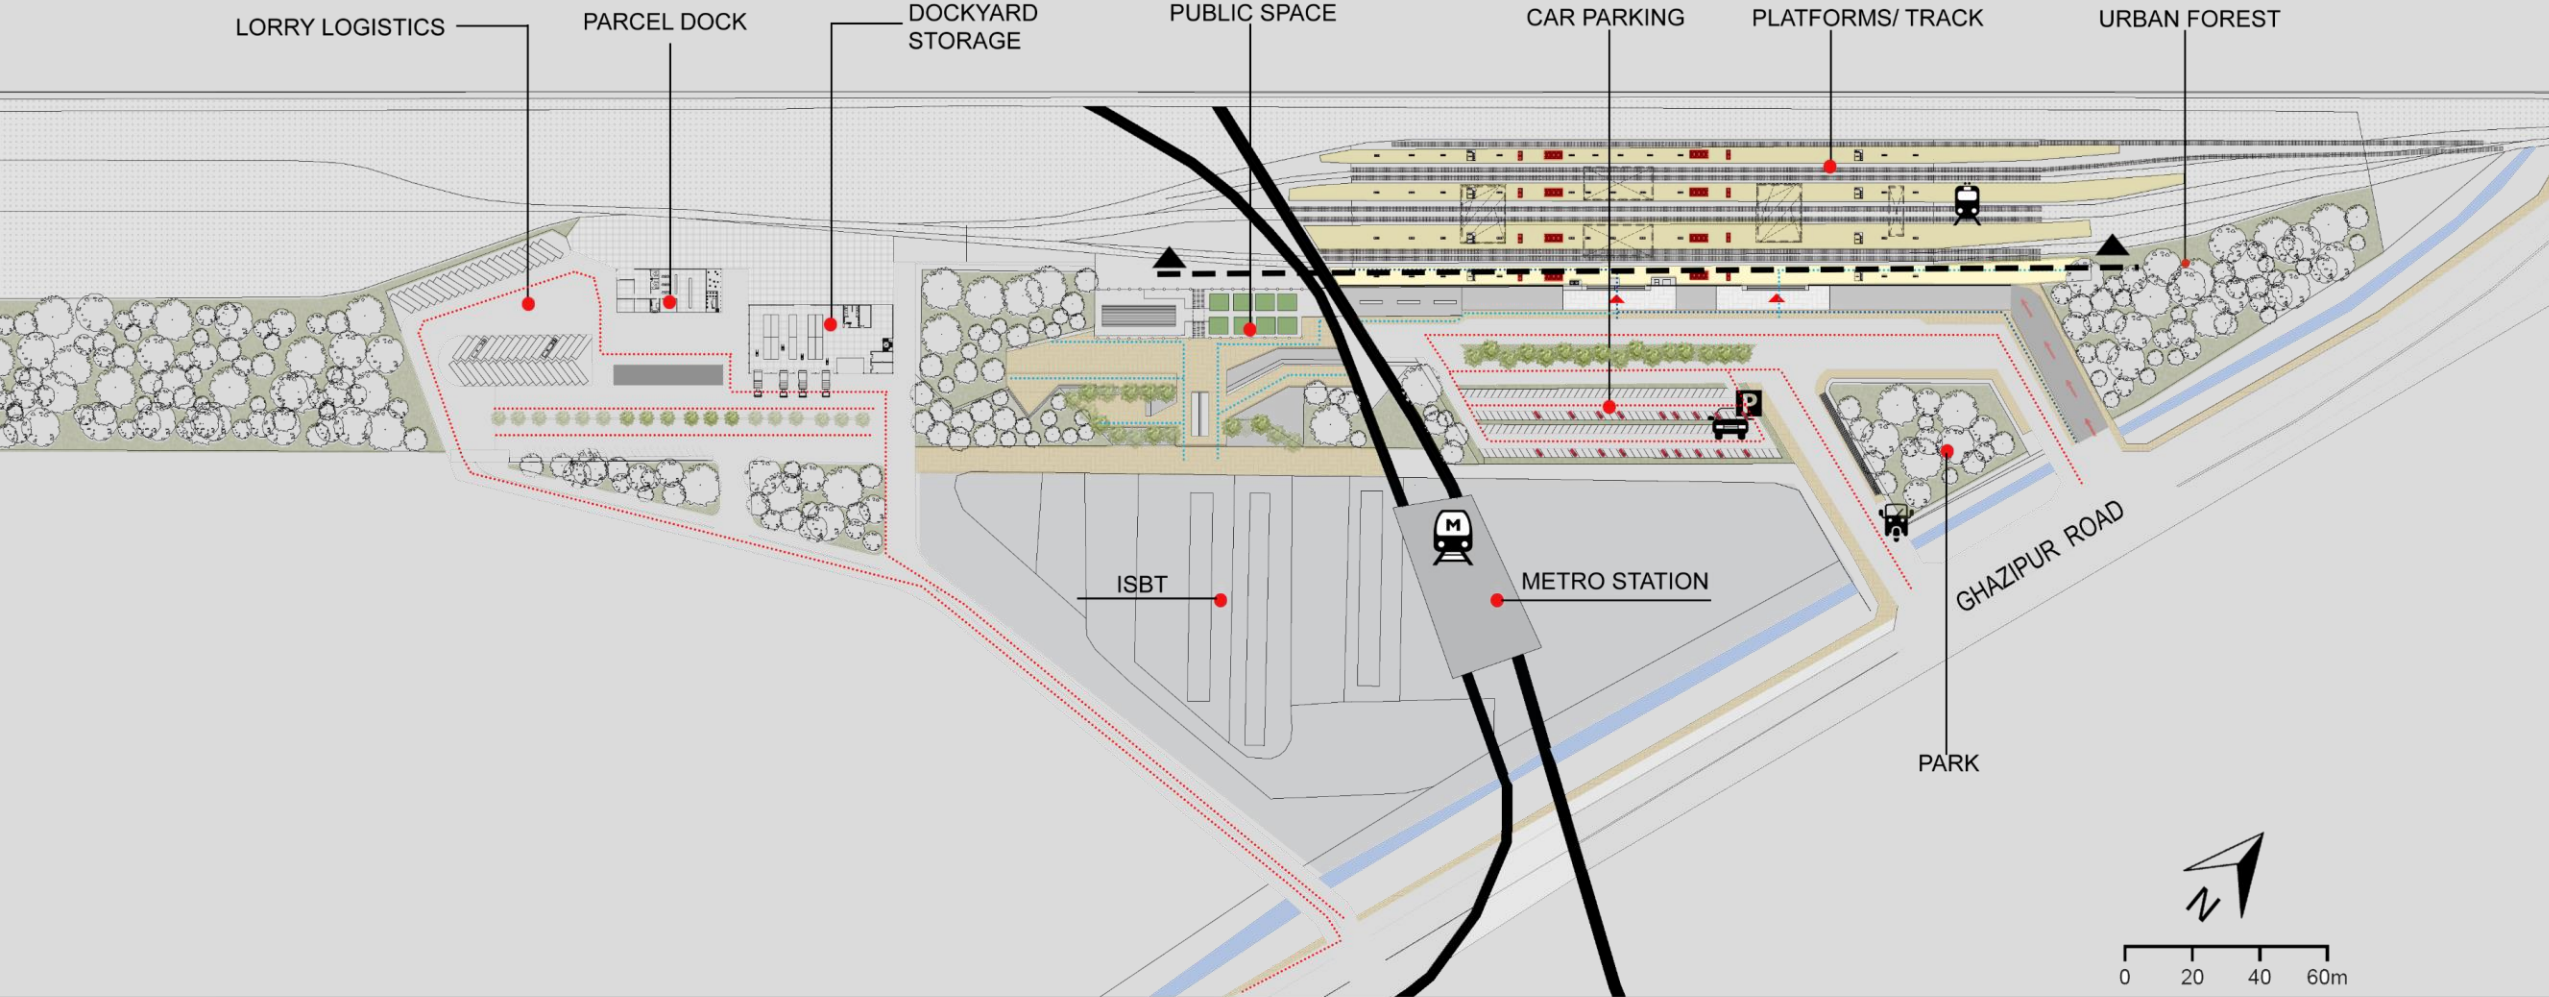 LORRY LOGISTICS
PARCEL DOCK
DOCKYARD
STORAGE
PUBLIC SPACE
CAR PARKING
PLATFORMS/ TRACK
URBAN FOREST
P
M
ISBT
METRO STATION
GHAZIPUR ROAD
PARK
N
0 20 40 60m